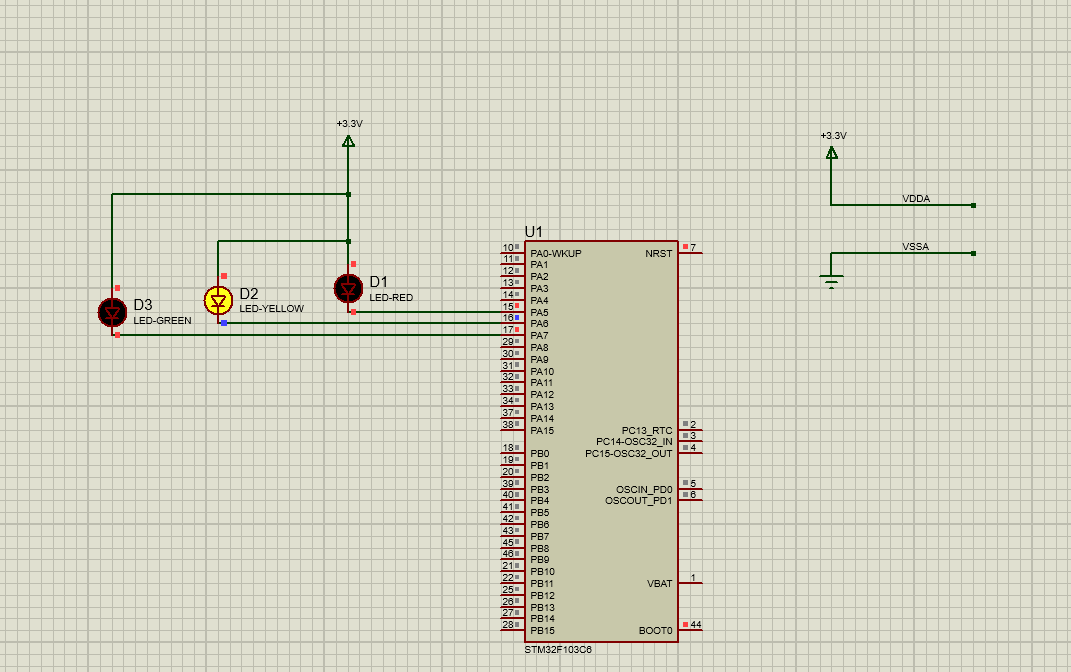 +3.3V
+3.3V
VDDA
VSSA
U1
10 PA0-WKUP
11 PA1
12 PA2
13 PA3
14 PA4
15 PA5
16 PA6
17 PA7
29 PA8
30 PA9
31 PA10
32 PA11
33 PA12
34 PA13
37 PA14
38 PA15
18 PB0
19 PB1
20 PB2
39 PB3
40 PB4
41 PB5
42 PB6
43 PB7
45 PB8
46 PB9
21 PB10
22 PB11
25 PB12
26 PB13
27 PB14
28 PB15
NRST 7
PC13_RTC 2
PC14-OSC32_IN 3
PC15-OSC32_OUT 4
OSCIN_PD0 5
OSCOUT_PD1 6
VBAT 1
BOOT0 44
STM32F103C6
D1
LED-RED
D2
LED-YELLOW
D3
LED-GREEN